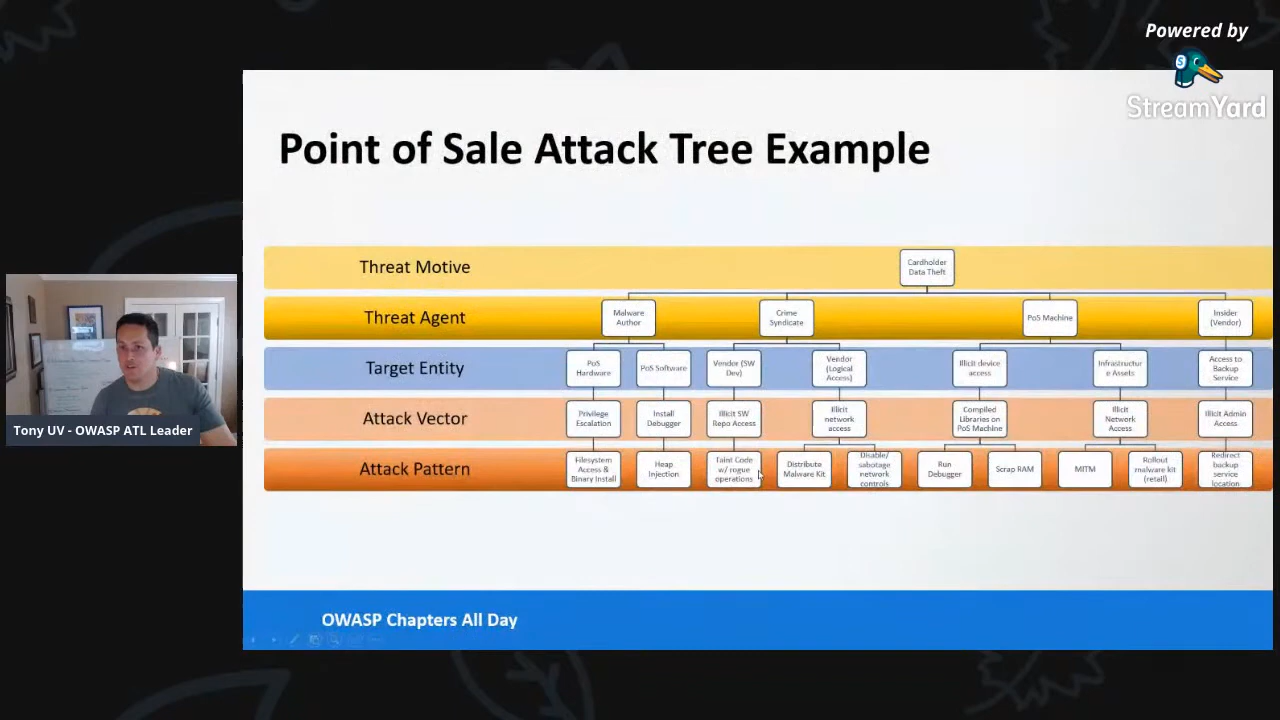 Powered by
StreamYard
Point of Sale Attack Tree Example
Threat Motive
Cardholder
Data Theft
Threat Agent
Malware
Author
Crime
Syndicate
PoS Machine
Insider
(Vendor)
Target Entity
PoS
Hardware
PoS Software
Vendor (SW
Dev)
Vendor
(Logical
Access)
Illicit device
access
Infrastructur
e Assets
Access to
Backup
Service
Attack Vector
Privilege
Escalation
Install
Debugger
Illicit SW
Repo Access
Illicit
network
access
Compiled
Libraries on
PoS Machine
Illicit
Network
Access
Illicit Admin
Access
Attack Pattern
Filesystem
Access &
Binary Install
Heap
Injection
Taint Code
w/ rogue
operations
Distribute
Malware Kit
Disable/
sabotage
network
controls
Run
Debugger
Scrap RAM
MITM
Rollout
malware kit
(retail)
Redirect
backup
service
location
Tony UV - OWASP ATL Leader
OWASP Chapters All Day